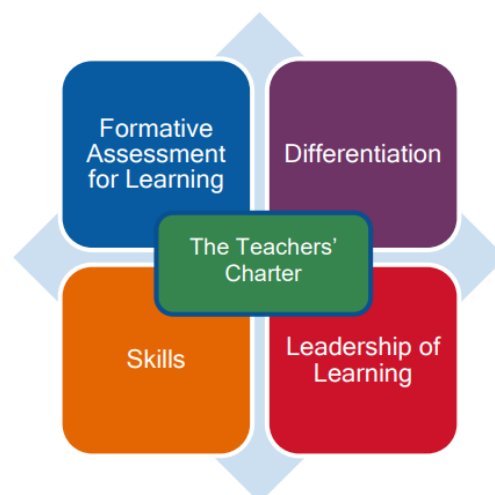 Formative
Assessment
for Learning
Differentiation
The Teachers’
Charter
Skills
Leadership of
Learning